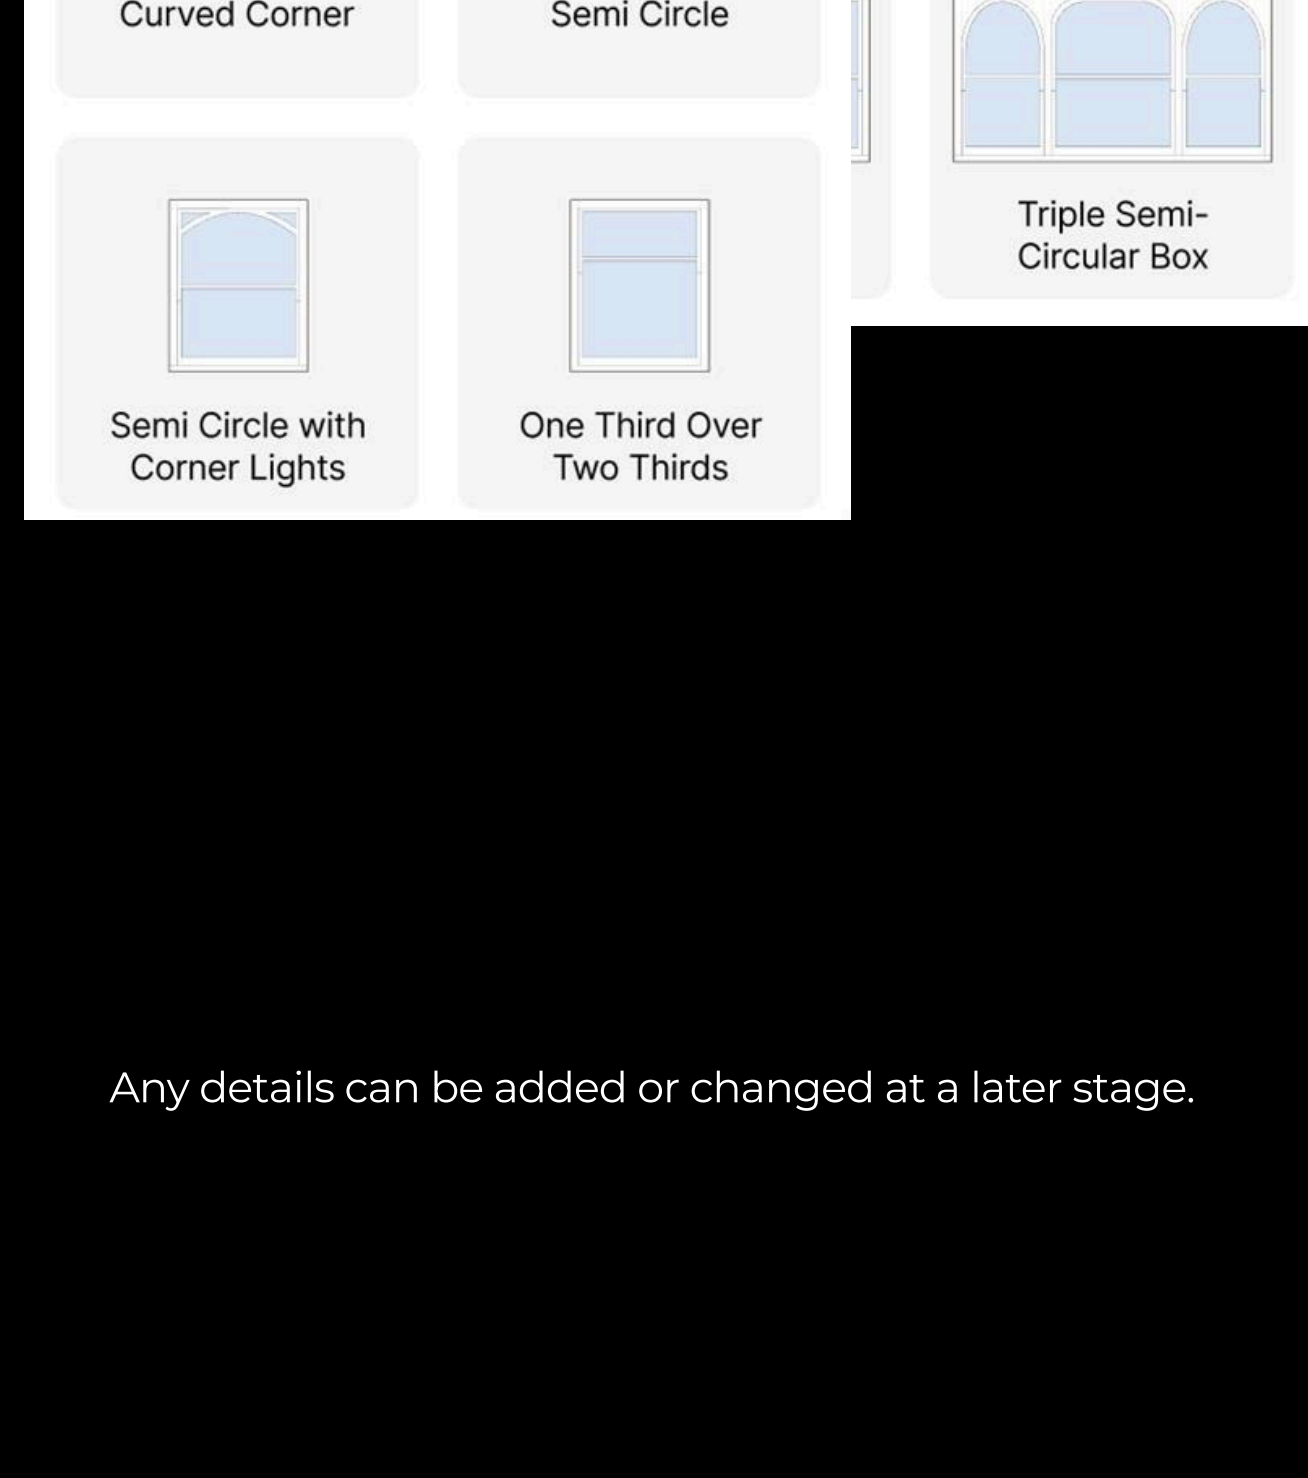 Curved Corner
Semi Circle
Semi Circle with
Corner Lights
One Third Over
Two Thirds
Triple Semi-
Circular Box
Any details can be added or changed at a later stage.